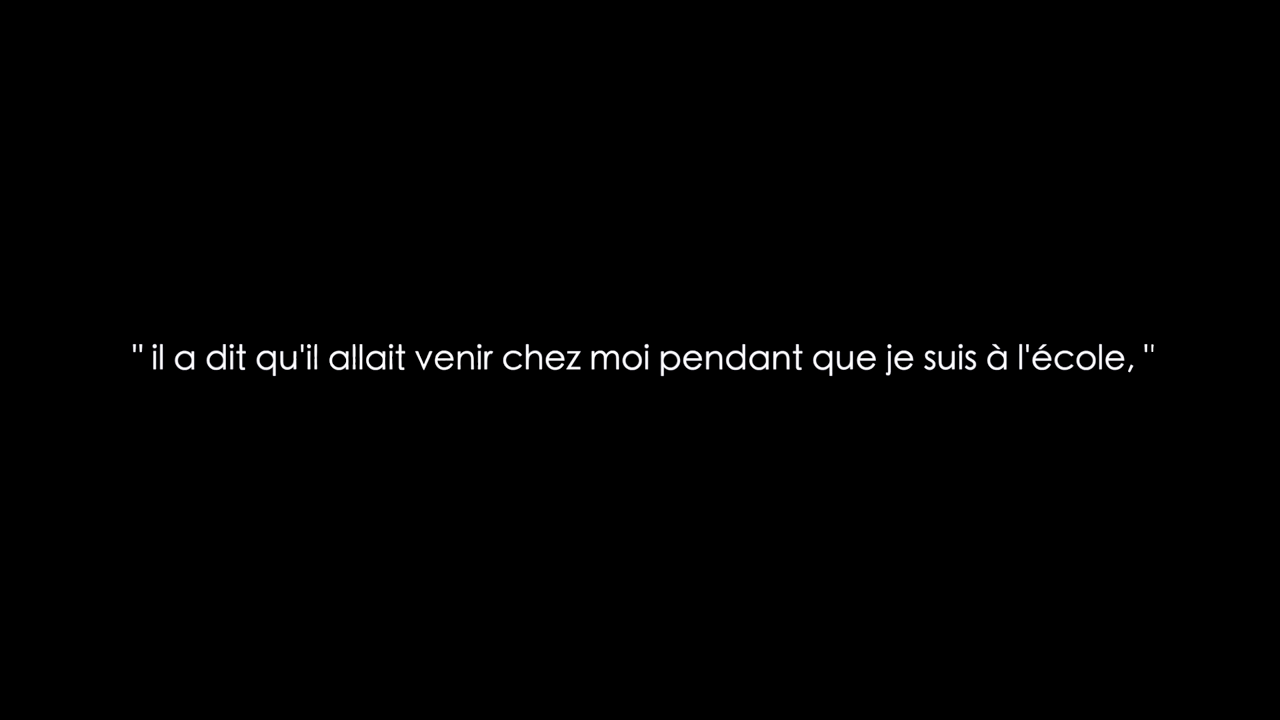 " il a dit qu'il allait venir chez moi pendant que je suis à l'école, "